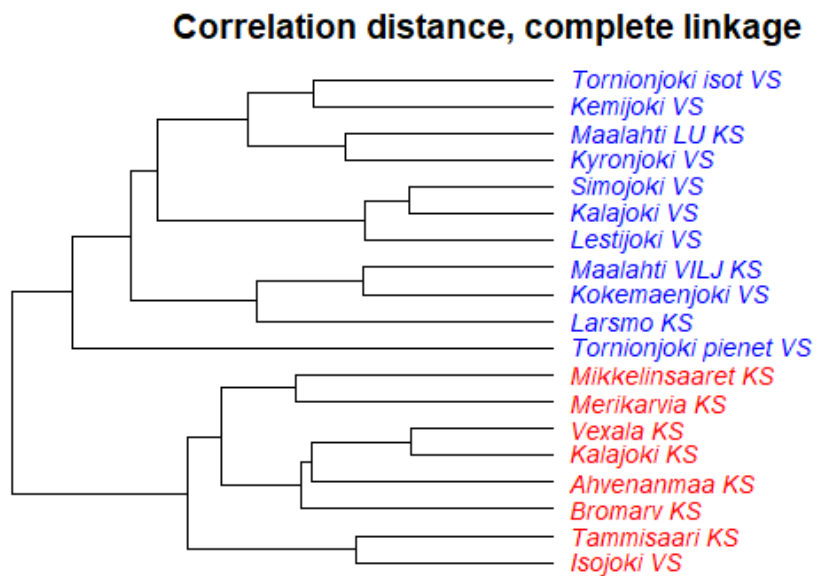 Correlation distance, complete linkage
Tornionjoki isot VS
Kemijoki VS
Maalahti LU KS
Kyronjoki VS
Simojoki VS
Kalajoki VS
Lestijoki VS
Maalahti VILJ KS
Kokemaenjoki VS
Larsmo KS
Tornionjoki pienet VS
Mikkelinsaaret KS
Merikarvia KS
Vexala KS
Kalajoki KS
Ahvenanmaa KS
Bromarv KS
Tammisaari KS
Isojoki VS